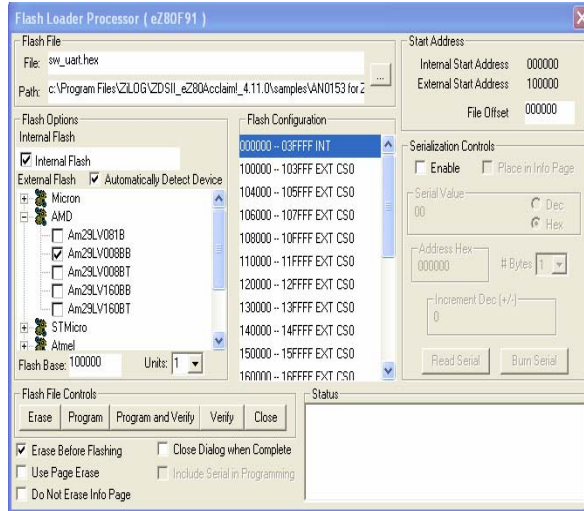 Flash Loader Processor ( eZ80F91 )
Flash File
File: sw_uart.hex
Path: c:\Program Files\ZiLOG\ZDSII_eZ80Acclaim!_4.11.0\samples\AN0153 for Z
...
Start Address
Internal Start Address 000000
External Start Address 100000
File Offset 000000
Flash Options
Internal Flash
Internal Flash
External Flash Automatically Detect Device
Micron
AMD
Am29LV081B
Am29LV008BB
Am29LV008BT
Am29LV160BB
Am29LV160BT
STMicro
Atmel
Flash Base: 100000 Units: 1
Flash Configuration
000000 -- 03FFFF INT
100000 -- 103FFF EXT CS0
104000 -- 105FFF EXT CS0
106000 -- 107FFF EXT CS0
108000 -- 10FFFF EXT CS0
110000 -- 11FFFF EXT CS0
120000 -- 12FFFF EXT CS0
130000 -- 13FFFF EXT CS0
140000 -- 14FFFF EXT CS0
150000 -- 15FFFF EXT CS0
160000 -- 16FFFF EXT CS0
Serialization Controls
Enable Place in Info Page
Serial Value
00
Dec
Hex
Address Hex
000000
# Bytes 1
Increment Dec (+/-)
0
Read Serial Burn Serial
Flash File Controls
Erase Program Program and Verify Verify Close
Erase Before Flashing Close Dialog when Complete
Use Page Erase Include Serial in Programming
Do Not Erase Info Page
Status